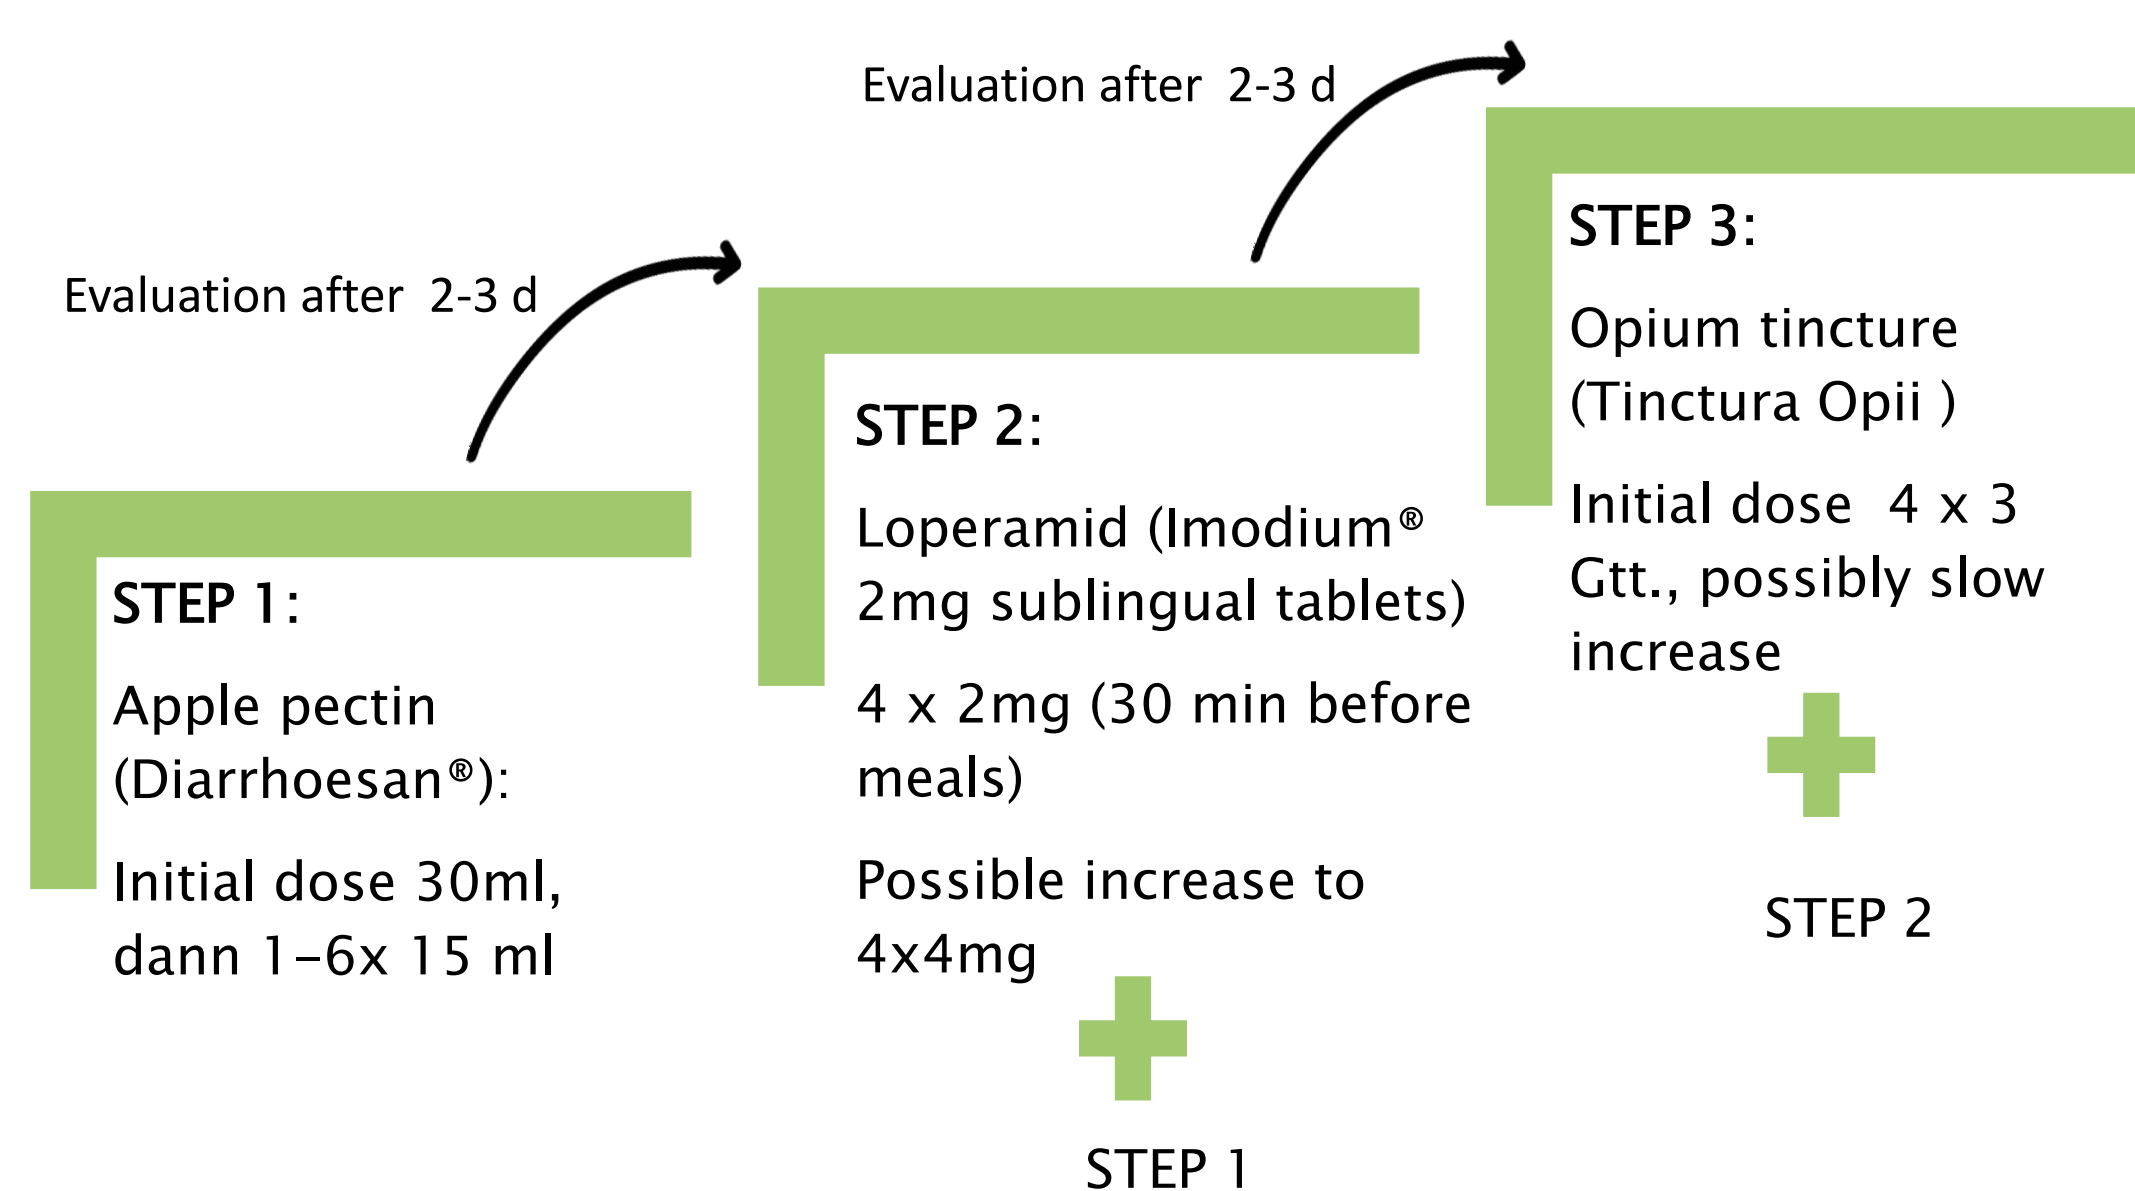 Evaluation after  2-3 d
STEP 1:
Apple pectin
(Diarrhoesan®):
Initial dose 30ml,
dann 1–6x 15 ml
Evaluation after  2-3 d
STEP 2:
Loperamid (Imodium®
2mg sublingual tablets)
4 x 2mg (30 min before
meals)
Possible increase to
4x4mg
STEP 1
STEP 3:
Opium tincture
(Tinctura Opii )
Initial dose  4 x 3
Gtt., possibly slow
increase
STEP 2